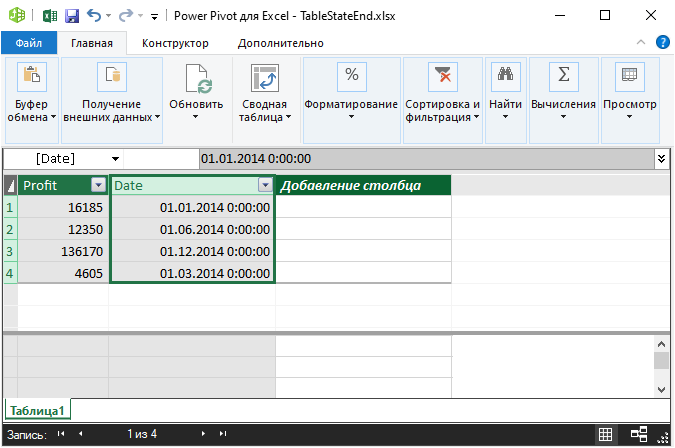 Power Pivot для Excel - TableStateEnd.xlsx
Файл Главная Конструктор Дополнительно
Буфер обмена
Получение внешних данных
Обновить
Сводная таблица
Форматирование
Сортировка и фильтрация
Найти
Вычисления
Просмотр
[Date] 01.01.2014 0:00:00
Profit Date Добавление столбца
1 16185 01.01.2014 0:00:00
2 12350 01.06.2014 0:00:00
3 136170 01.12.2014 0:00:00
4 4605 01.03.2014 0:00:00
Таблица1
Запись: 1 из 4